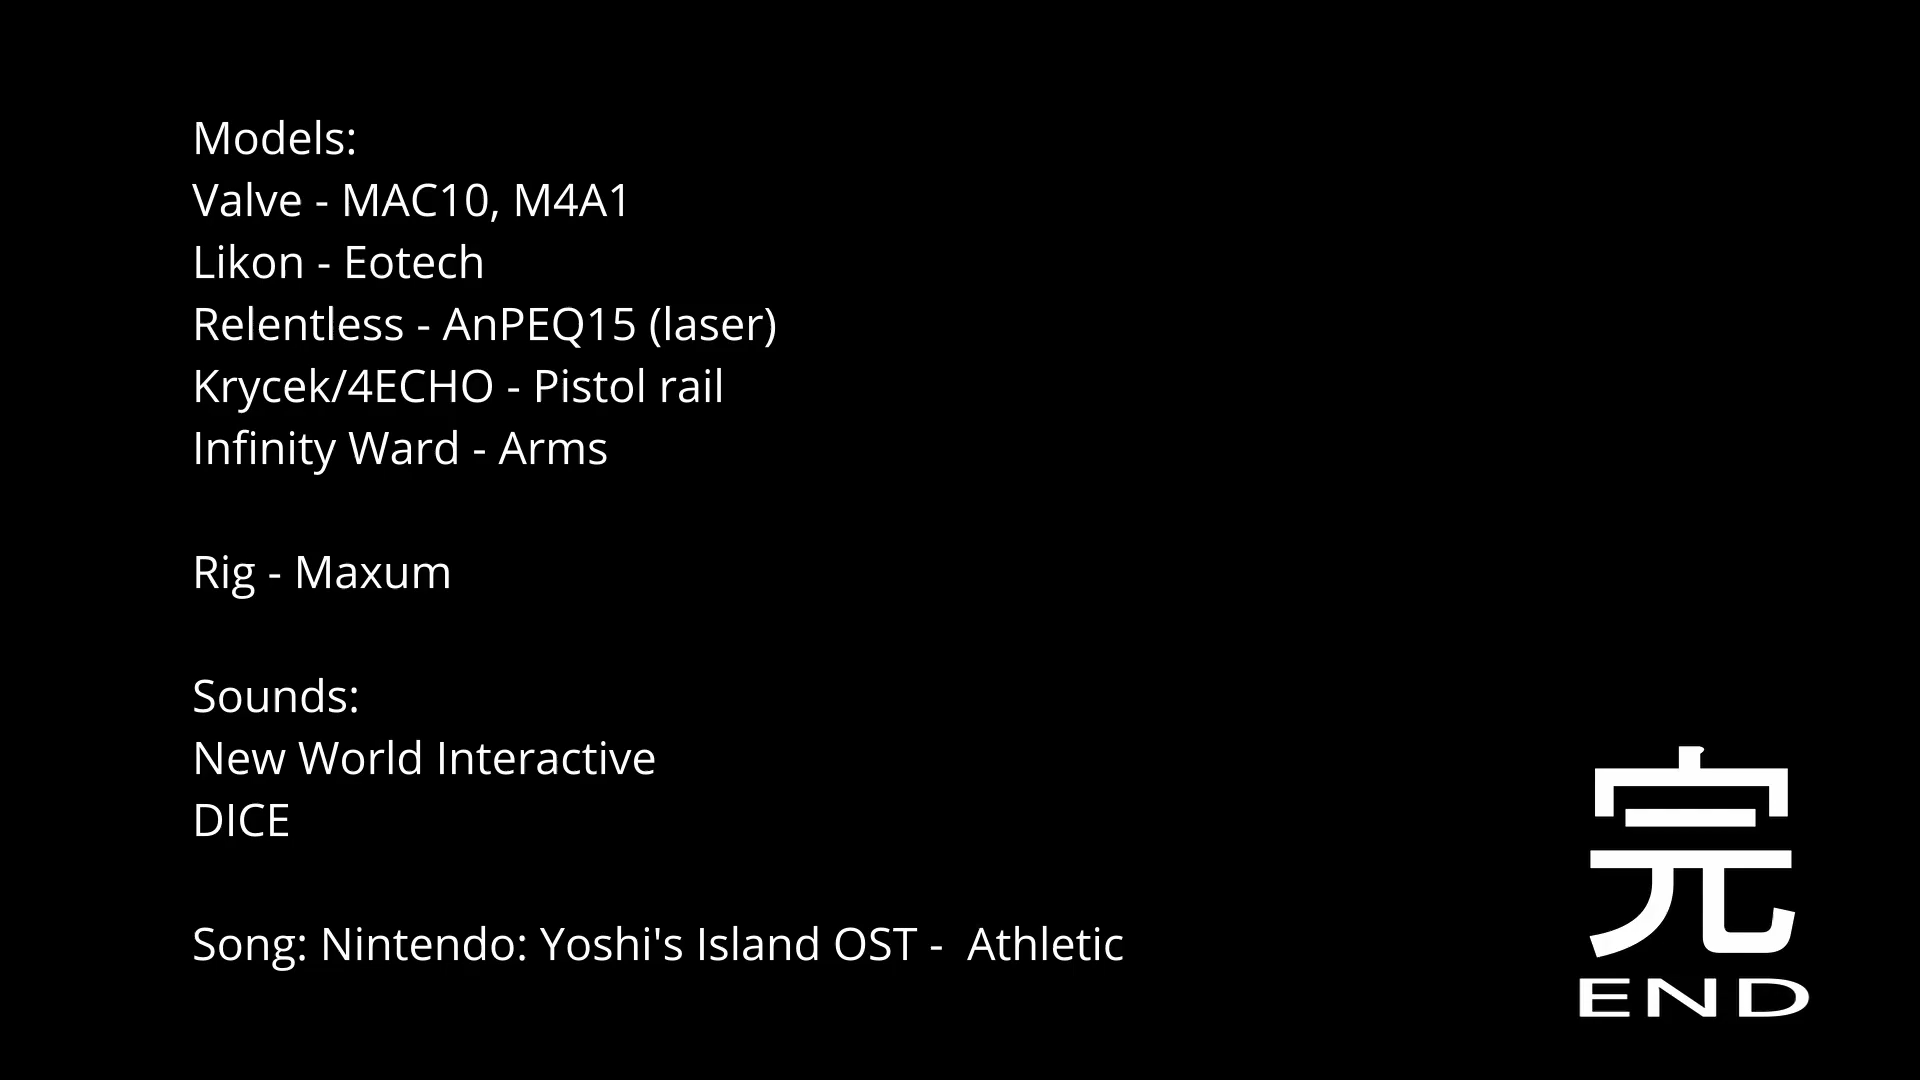 Models:
Valve - MAC10, M4A1
Likon - Eotech
Relentless - AnPEQ15 (laser)
Krycek/4ECHO - Pistol rail
Infinity Ward - Arms
Rig - Maxum
Sounds:
New World Interactive
DICE
Song: Nintendo: Yoshi's Island OST -  Athletic
完
END